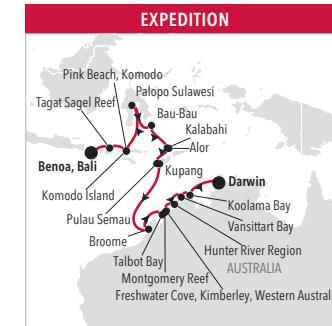 EXPEDITION
Pink Beach, Komodo
Palopo Sulawesi
Tagat Sagel Reef
Bau-Bau
Kalabahi
Alor
Benoa, Bali
Kupang
Komodo Island
Darwin
Koolama Bay
Pulau Semau
Vansittart Bay
Broome
Hunter River Region
Talbot Bay
AUSTRALIA
Montgomery Reef
Freshwater Cove, Kimberley, Western Austral